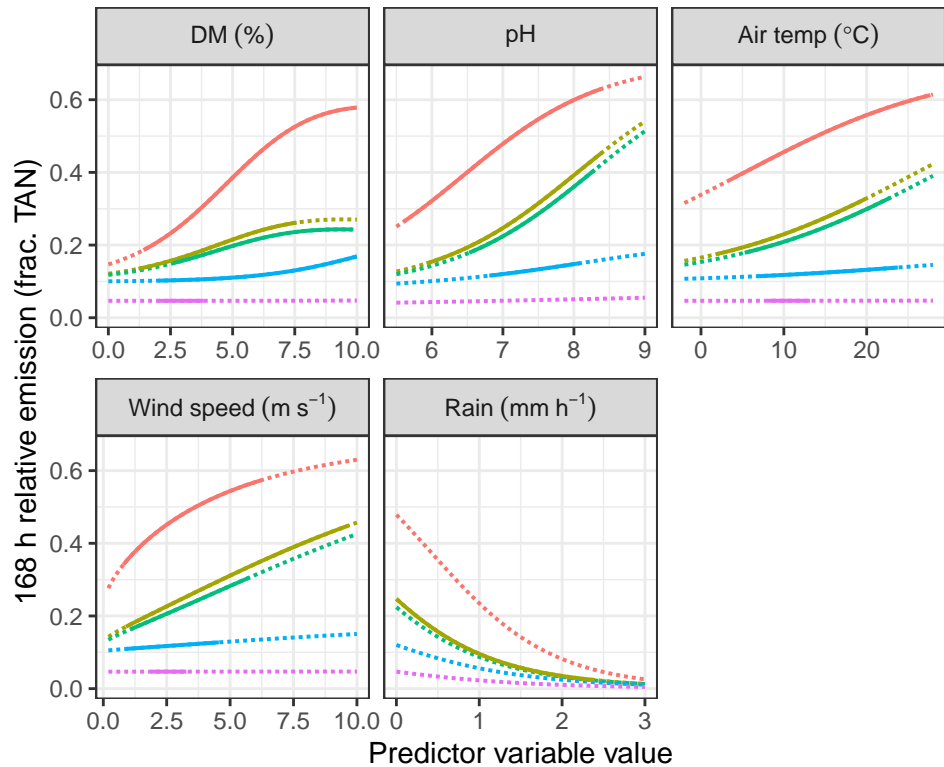 DM (%)
pH
Air temp (°C)
0.6
0.4
0.2
0.0
0.0 2.5 5.0 7.5 10.0
6 7 8 9
0 10 20
168 h relative emission (frac. TAN)
Wind speed (m s⁻¹)
Rain (mm h⁻¹)
0.6
0.4
0.2
0.0
0.0 2.5 5.0 7.5 10.0
0 1 2 3
Predictor variable value